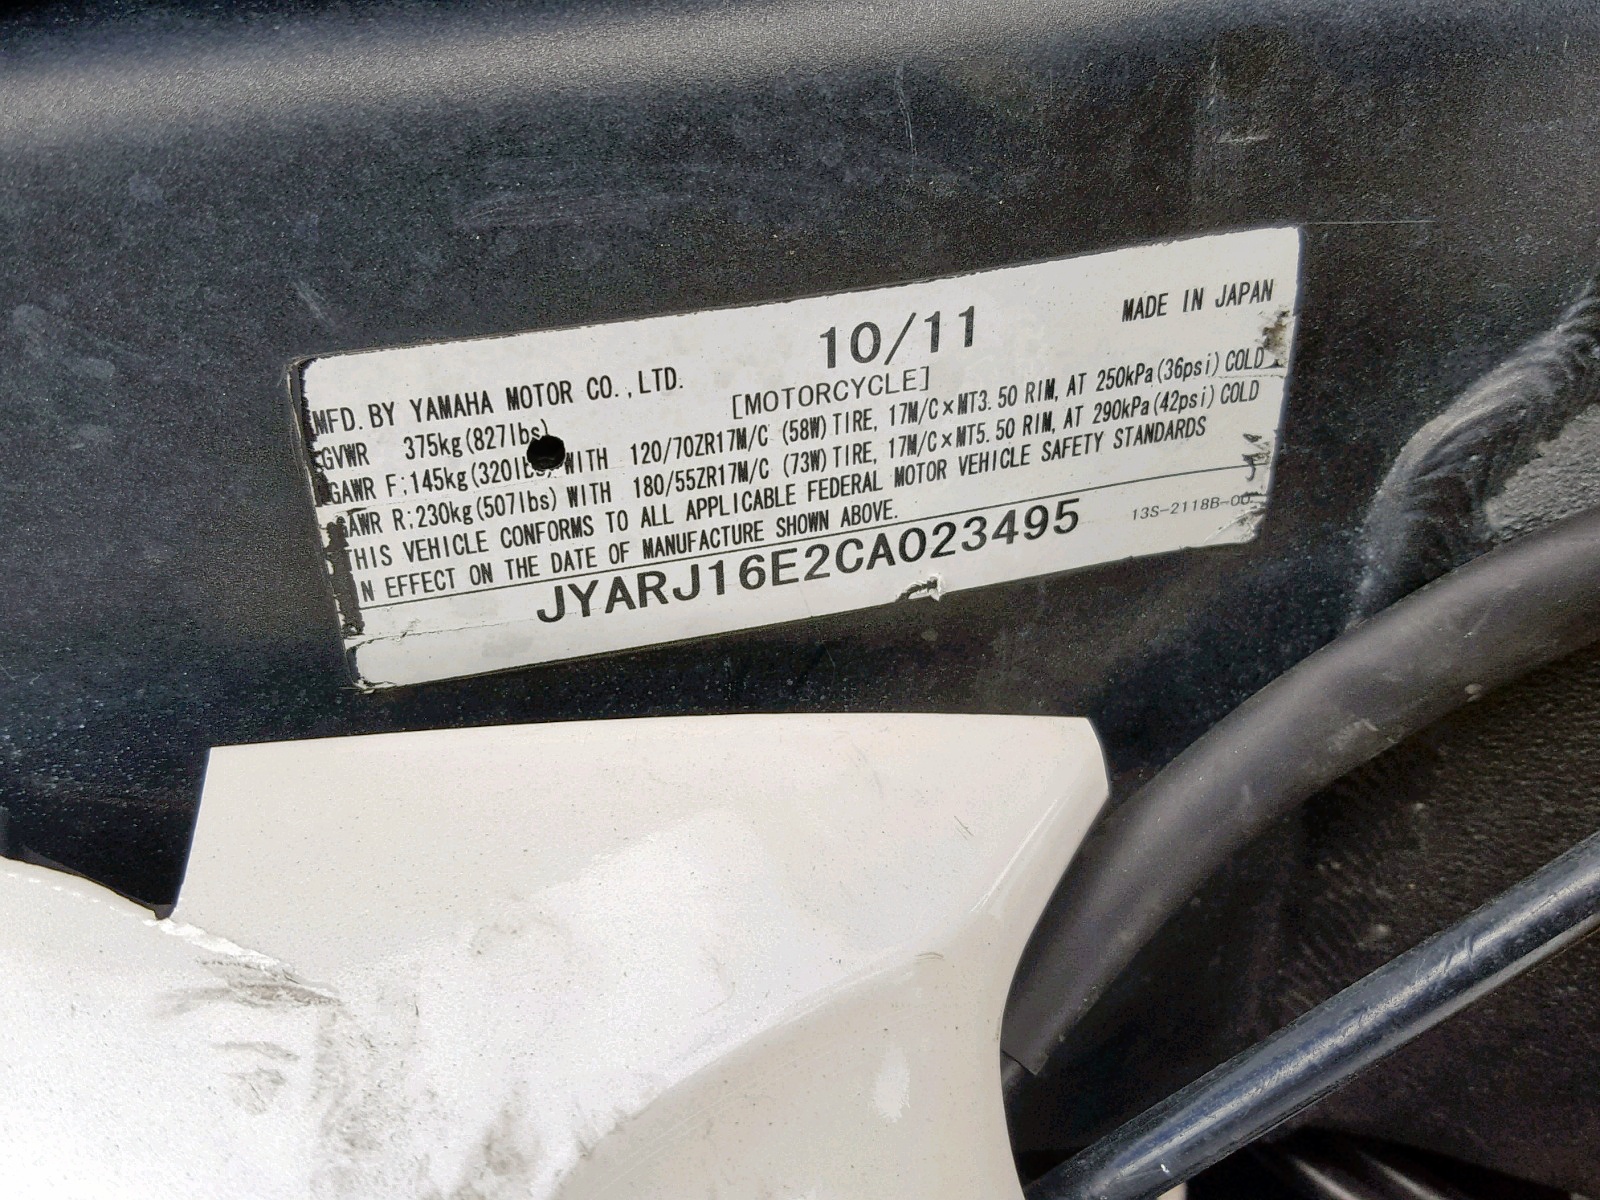 10/11
MADE IN JAPAN
MFD. BY YAMAHA MOTOR CO.,LTD.
[MOTORCYCLE]
GVWR 375kg(827lbs)
GAWR F:145kg(320lbs) WITH 120/70ZR17M/C (58W) TIRE, 17M/C×MT3.50 RIM, AT 250kPa(36psi) COLD
GAWR R:230kg(507lbs) WITH 180/55ZR17M/C (73W) TIRE, 17M/C×MT5.50 RIM, AT 290kPa(42psi) COLD
THIS VEHICLE CONFORMS TO ALL APPLICABLE FEDERAL MOTOR VEHICLE SAFETY STANDARDS
N EFFECT ON THE DATE OF MANUFACTURE SHOWN ABOVE.
13S-2118B-00
JYARJ16E2CA023495